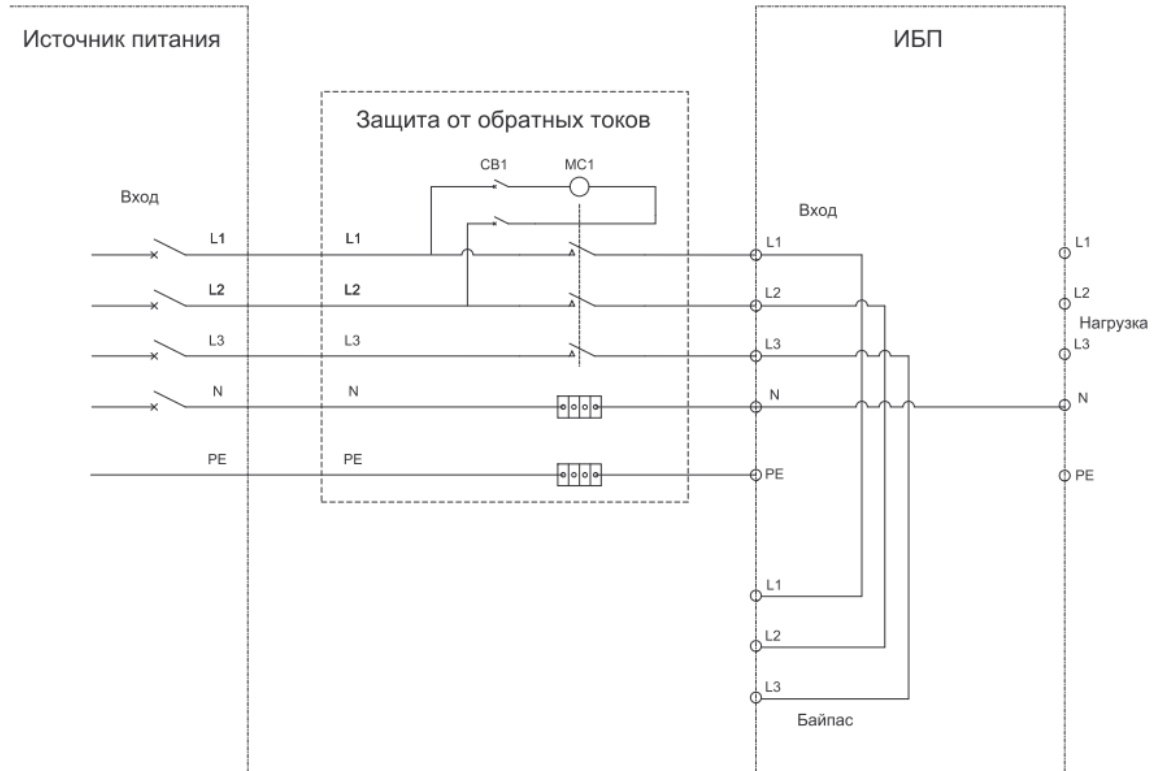 Источник питания
ИБП
Защита от обратных токов
CB1
MC1
Вход
Вход
L1
L1
L1
L1
L2
L2
L2
L2
Нагрузка
L3
L3
L3
L3
N
N
N
N
PE
PE
PE
PE
L1
L2
L3
Байпас